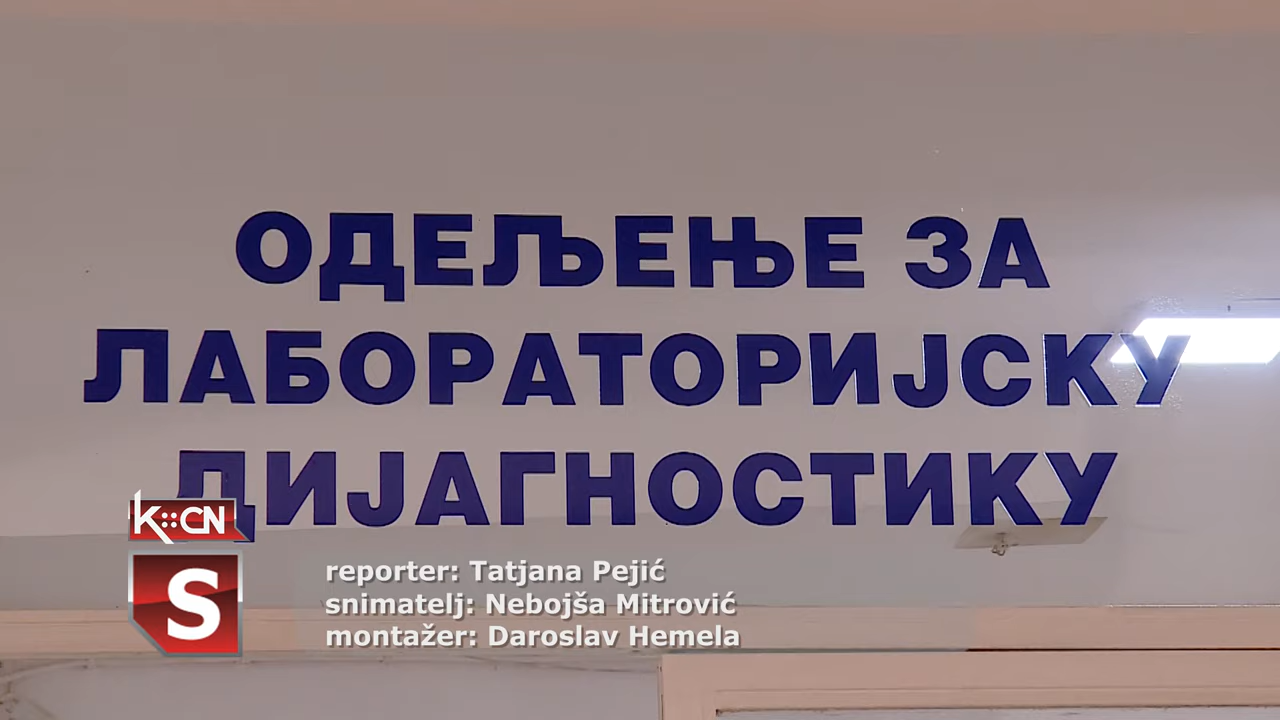 ОДЕЉЕЊЕ ЗА
ЛАБОРАТОРИЈСКУ
ДИЈАГНОСТИКУ
K::CN
S
reporter: Tatjana Pejić
snimatelj: Nebojša Mitrović
montažer: Daroslav Hemela